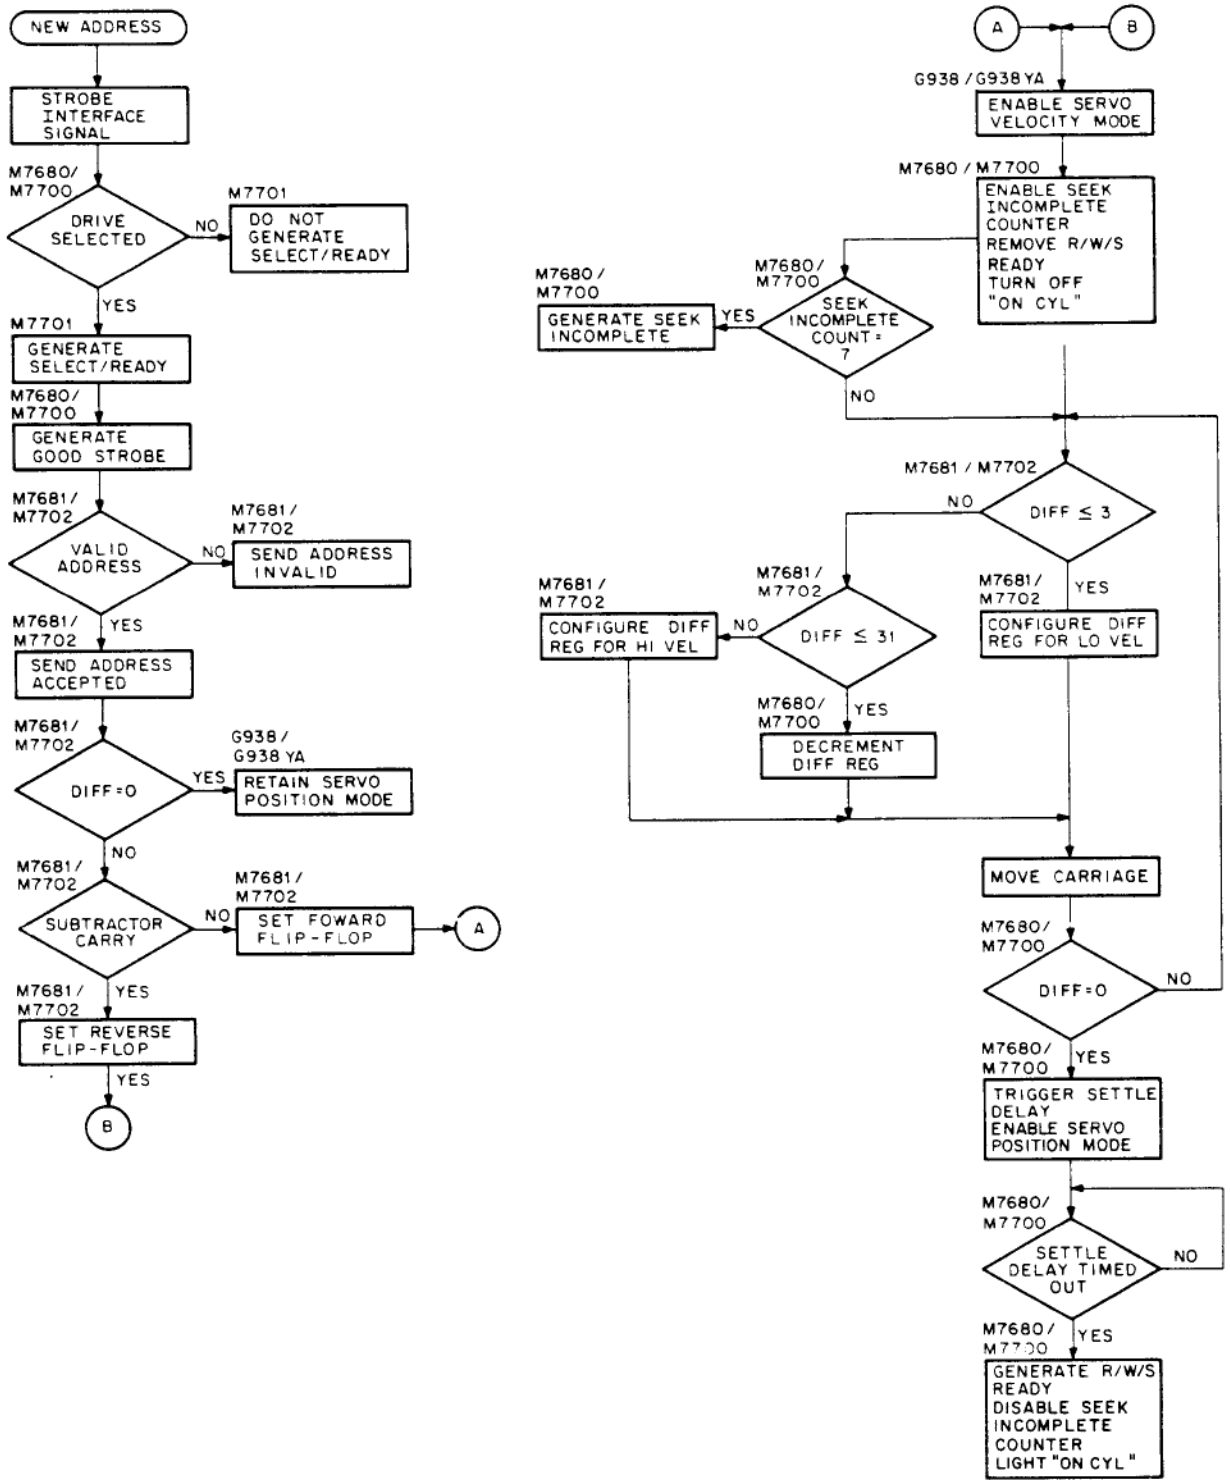 NEW ADDRESS
STROBE
INTERFACE
SIGNAL
M7680/
M7700
DRIVE
SELECTED
NO
M7701
DO NOT
GENERATE
SELECT/READY
YES
M7701
GENERATE
SELECT/READY
M7680/
M7700
GENERATE
GOOD STROBE
M7681/
M7702
VALID
ADDRESS
NO
M7681/
M7702
SEND ADDRESS
INVALID
YES
M7681/
M7702
SEND ADDRESS
ACCEPTED
M7681/
M7702
DIFF=0
YES
G938/
G938 YA
RETAIN SERVO
POSITION MODE
NO
M7681/
M7702
SUBTRACTOR
CARRY
NO
M7681/
M7702
SET FOWARD
FLIP-FLOP
A
YES
M7681/
M7702
SET REVERSE
FLIP-FLOP
YES
B
A
B
G938/G938 YA
ENABLE SERVO
VELOCITY MODE
M7680/M7700
ENABLE SEEK
INCOMPLETE
COUNTER
REMOVE R/W/S
READY
TURN OFF
"ON CYL"
M7680/
M7700
SEEK
INCOMPLETE
COUNT=
7
YES
M7680/
M7700
GENERATE SEEK
INCOMPLETE
NO
M7681/M7702
DIFF ≤ 3
NO
YES
M7681/
M7702
CONFIGURE DIFF
REG FOR LO VEL
M7681/
M7702
DIFF ≤ 31
NO
M7681/
M7702
CONFIGURE DIFF
REG FOR HI VEL
YES
M7680/
M7700
DECREMENT
DIFF REG
MOVE CARRIAGE
M7680/
M7700
DIFF=0
NO
YES
M7680/
M7700
TRIGGER SETTLE
DELAY
ENABLE SERVO
POSITION MODE
M7680/
M7700
SETTLE
DELAY TIMED
OUT
NO
YES
M7680/
M7700
GENERATE R/W/S
READY
DISABLE SEEK
INCOMPLETE
COUNTER
LIGHT "ON CYL"